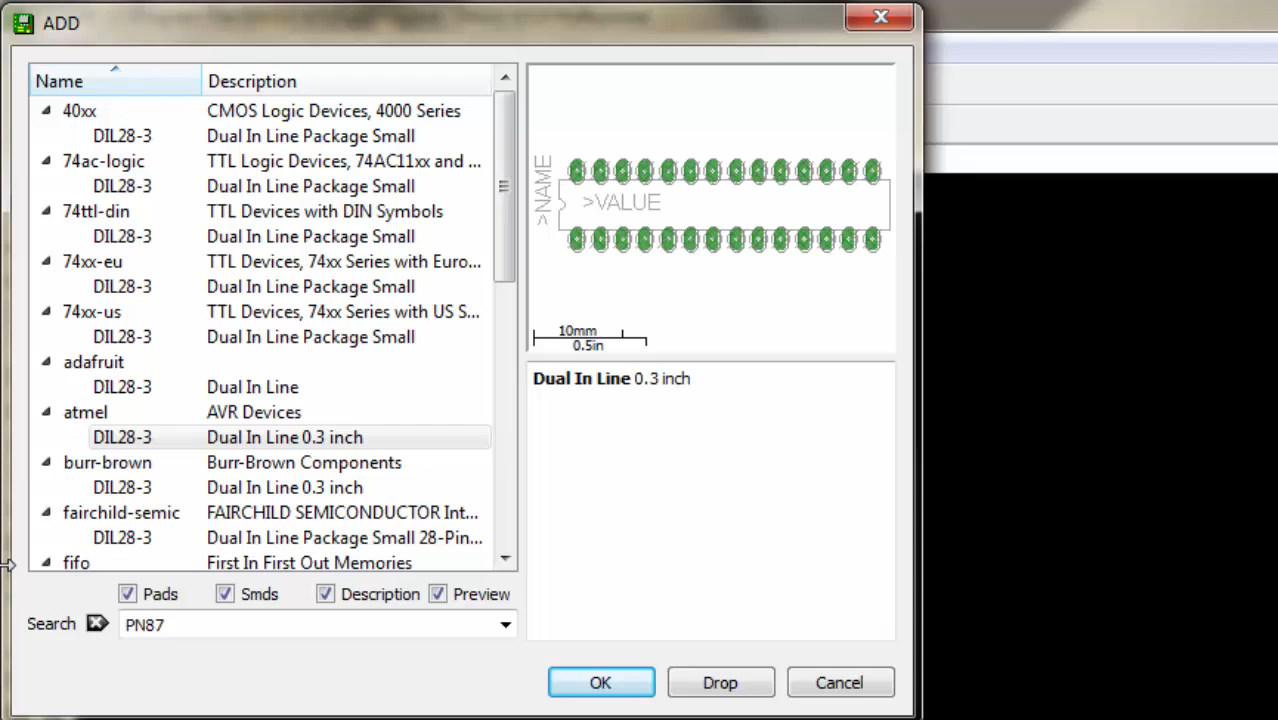 ADD
Name Description
40xx CMOS Logic Devices, 4000 Series
DIL28-3 Dual In Line Package Small
74ac-logic TTL Logic Devices, 74AC11xx and ...
DIL28-3 Dual In Line Package Small
74ttl-din TTL Devices with DIN Symbols
DIL28-3 Dual In Line Package Small
74xx-eu TTL Devices, 74xx Series with Euro...
DIL28-3 Dual In Line Package Small
74xx-us TTL Devices, 74xx Series with US S...
DIL28-3 Dual In Line Package Small
adafruit
DIL28-3 Dual In Line
atmel AVR Devices
DIL28-3 Dual In Line 0.3 inch
burr-brown Burr-Brown Components
DIL28-3 Dual In Line 0.3 inch
fairchild-semic FAIRCHILD SEMICONDUCTOR Int...
DIL28-3 Dual In Line Package Small 28-Pin...
fifo First In First Out Memories
Pads Smds Description Preview
Search PN87
>NAME
>VALUE
10mm
0.5in
Dual In Line 0.3 inch
OK Drop Cancel